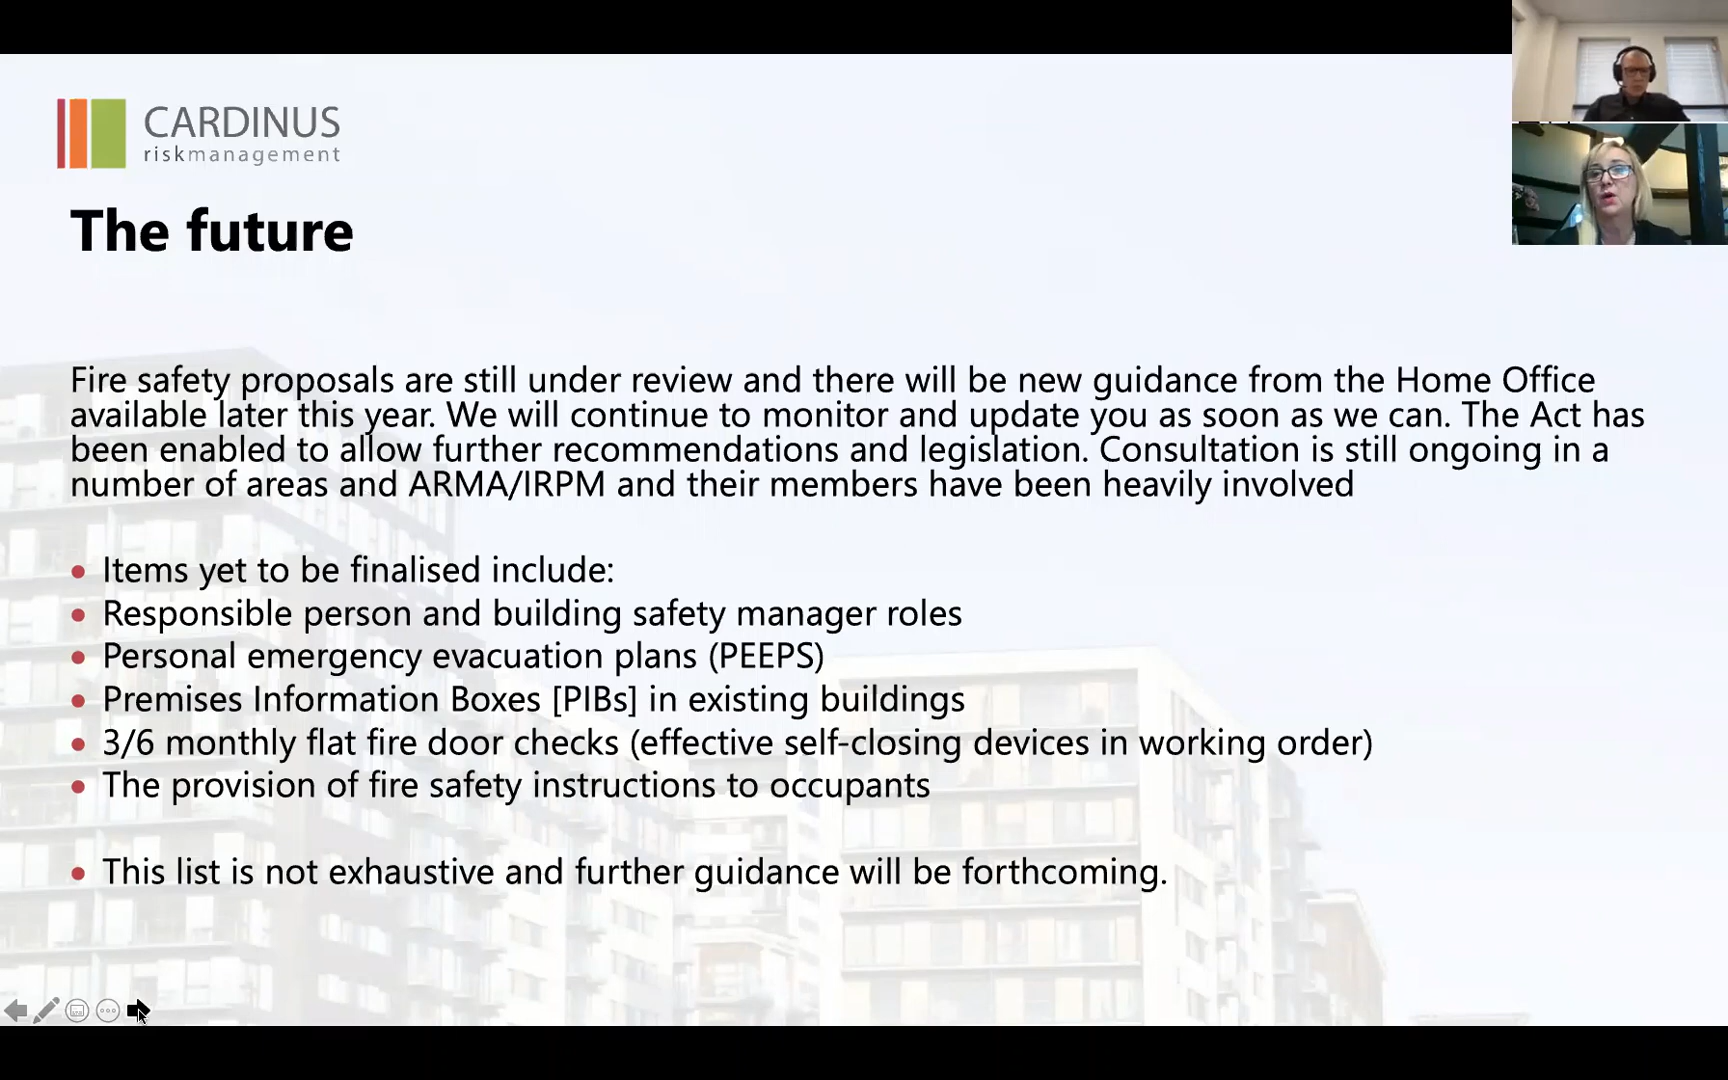 CARDINUS
riskmanagement
The future
Fire safety proposals are still under review and there will be new guidance from the Home Office
available later this year. We will continue to monitor and update you as soon as we can. The Act has
been enabled to allow further recommendations and legislation. Consultation is still ongoing in a
number of areas and ARMA/IRPM and their members have been heavily involved
• Items yet to be finalised include:
• Responsible person and building safety manager roles
• Personal emergency evacuation plans (PEEPS)
• Premises Information Boxes [PIBs] in existing buildings
• 3/6 monthly flat fire door checks (effective self-closing devices in working order)
• The provision of fire safety instructions to occupants
• This list is not exhaustive and further guidance will be forthcoming.